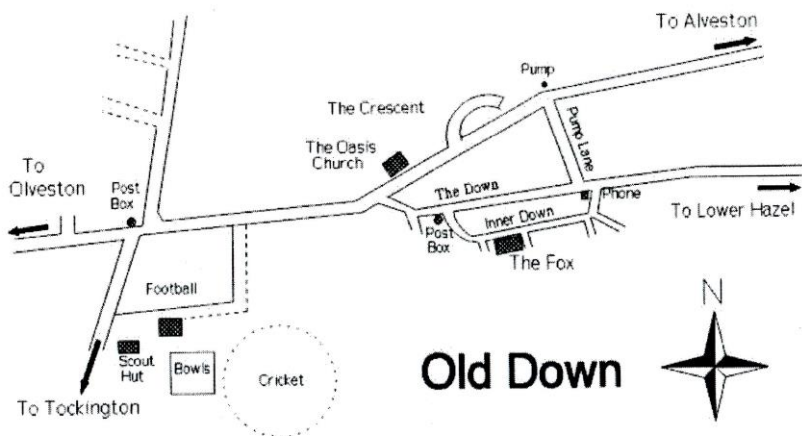 To Alveston
Pump
The Crescent
The Oasis
Church
Pump Lane
To
Olveston
Post
Box
The Down
Phone
To Lower Hazel
Inner Down
Post
Box
The Fox
Football
N
Scout
Hut
Bowls
Cricket
Old Down
To Tockington